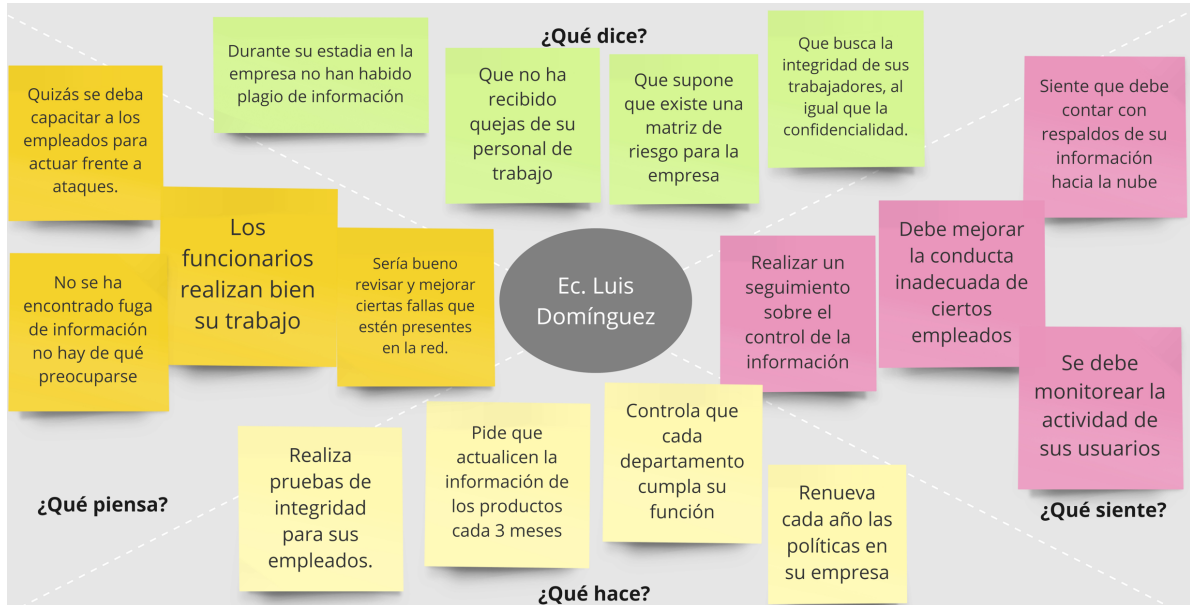 ¿Qué dice?
Durante su estadia en la
empresa no han habido
plagio de información
Que no ha
recibido
quejas de su
personal de
trabajo
Que supone
que existe una
matriz de
riesgo para la
empresa
Que busca la
integridad de sus
trabajadores, al
igual que la
confidencialidad.
Quizás se deba
capacitar a los
empleados para
actuar frente a
ataques.
Los
funcionarios
realizan bien
su trabajo
No se ha
encontrado fuga
de información
no hay de qué
preocuparse
Sería bueno
revisar y mejorar
ciertas fallas que
estén presentes
en la red.
¿Qué piensa?
Ec. Luis
Domínguez
Siente que debe
contar con
respaldos de su
información
hacia la nube
Debe mejorar
la conducta
inadecuada de
ciertos
empleados
Realizar un
seguimiento
sobre el
control de la
información
Se debe
monitorear la
actividad de
sus usuarios
¿Qué siente?
Realiza
pruebas de
integridad
para sus
empleados.
Pide que
actualicen la
información de
los productos
cada 3 meses
Controla que
cada
departamento
cumpla su
función
Renueva
cada año las
políticas en
su empresa
¿Qué hace?